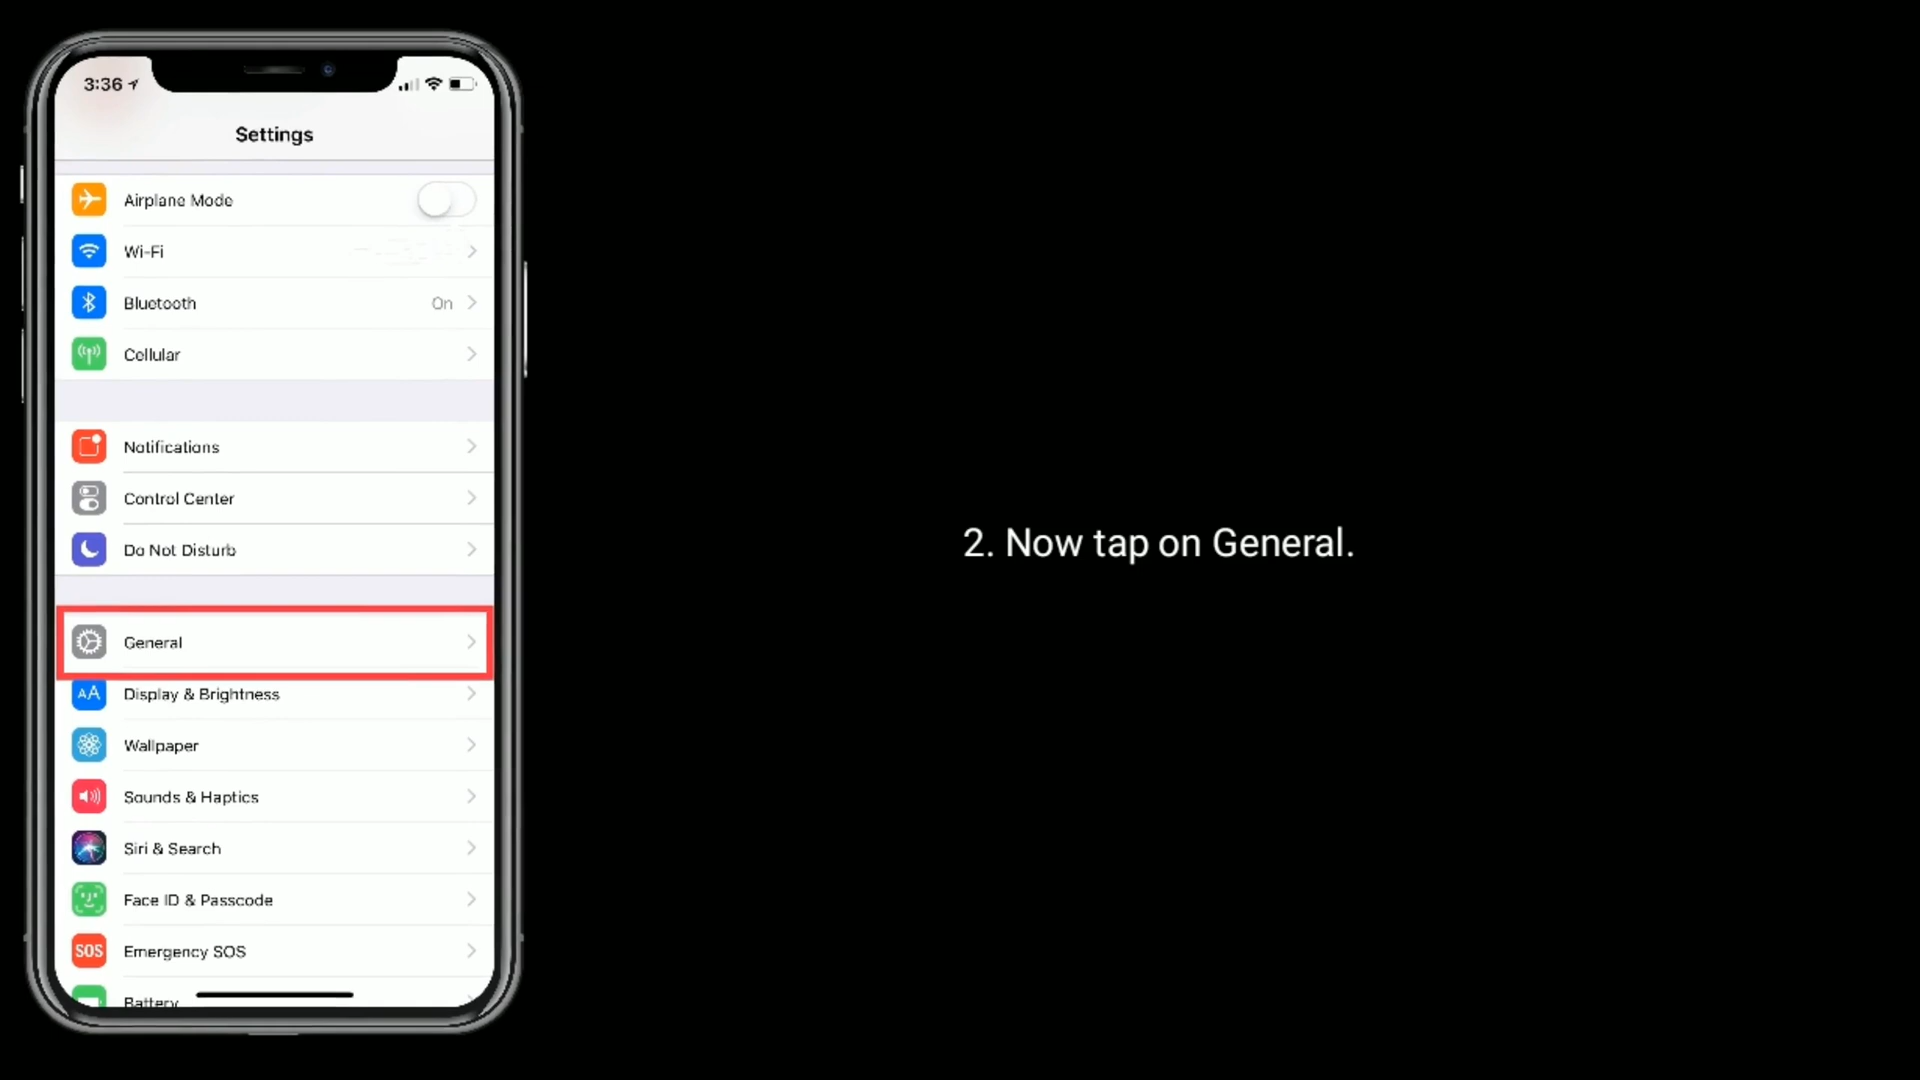 3:36
Settings
Airplane Mode
Wi-Fi
Bluetooth On
Cellular
Notifications
Control Center
Do Not Disturb
General
AA Display & Brightness
Wallpaper
Sounds & Haptics
Siri & Search
Face ID & Passcode
SOS Emergency SOS
Battery
2. Now tap on General.